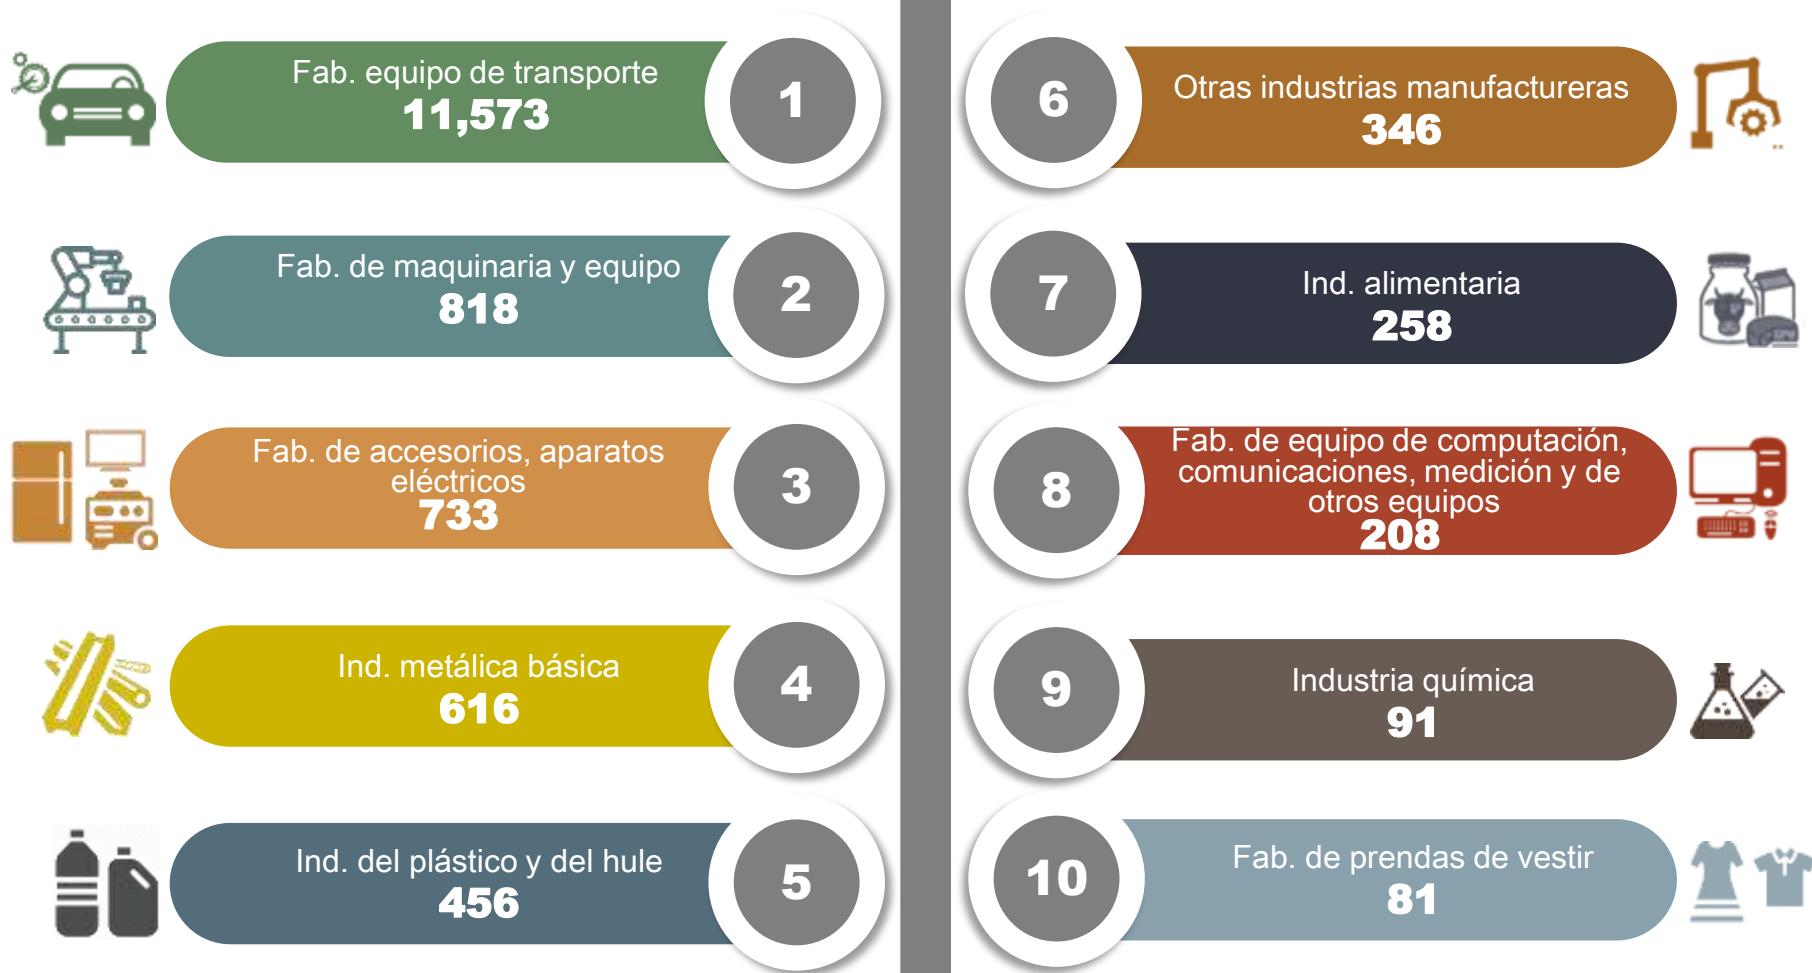 Fab. equipo de transporte
11,573
1
Fab. de maquinaria y equipo
818
2
Fab. de accesorios, aparatos
eléctricos
733
3
Ind. metálica básica
616
4
Ind. del plástico y del hule
456
5
6
Otras industrias manufactureras
346
7
Ind. alimentaria
258
8
Fab. de equipo de computación,
comunicaciones, medición y de
otros equipos
208
9
Industria química
91
10
Fab. de prendas de vestir
81